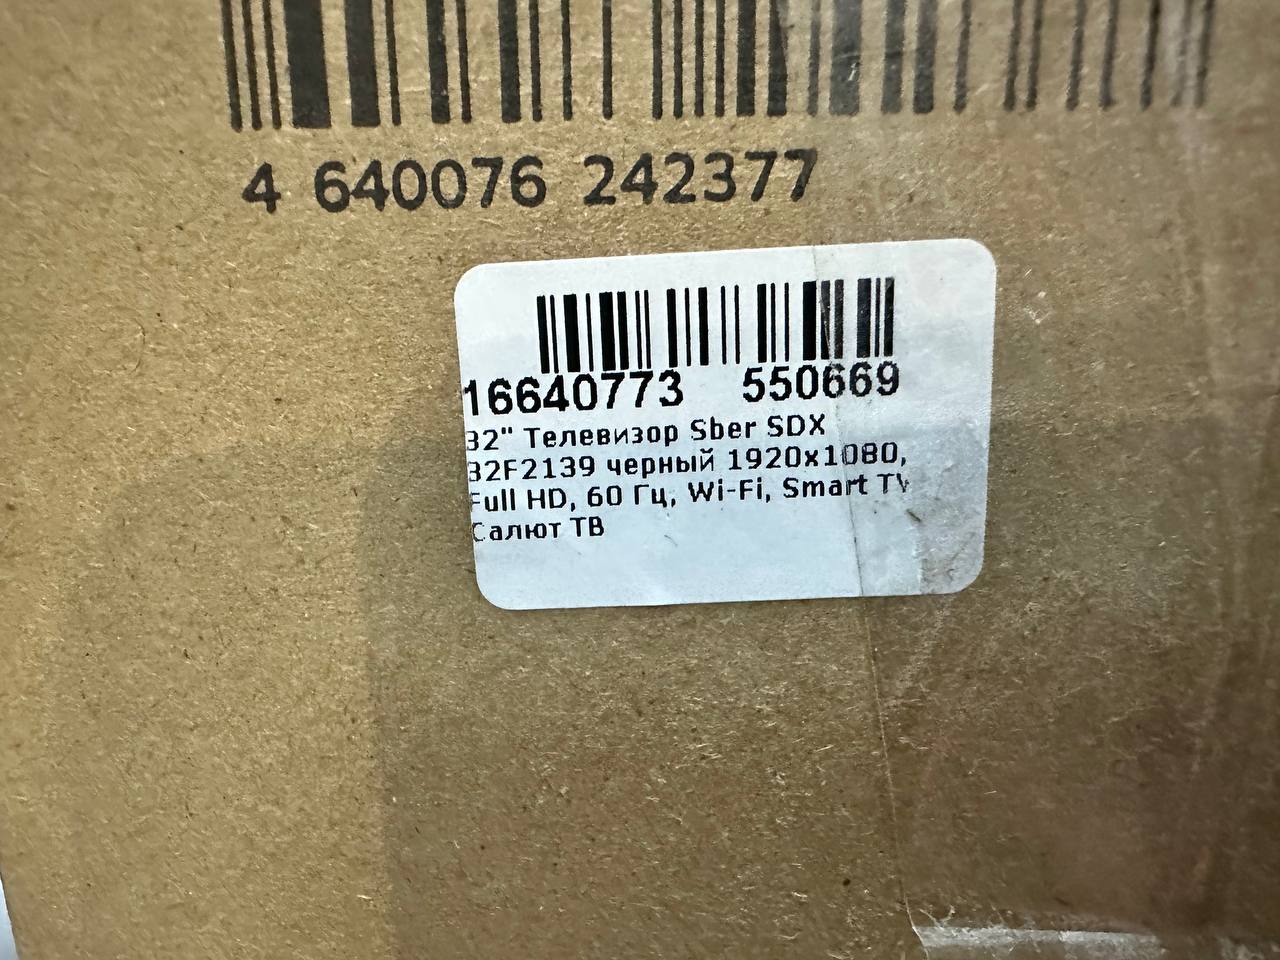 4 640076 242377
16640773 550669
32" Телевизор Sber SDX
32F2139 черный 1920x1080,
Full HD, 60 Гц, Wi-Fi, Smart TV
Салют ТВ